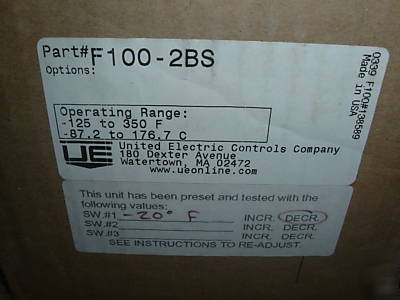 Part# F100-2BS
Options:
Operating Range:
-125 to 350 F
-87.2 to 176.7 C
UE
United Electric Controls Company
180 Dexter Avenue
Watertown, MA 02472
www.ueonline.com
0339 F100#138589
Made in USA
This unit has been preset and tested with the
following values:
SW.#1 -20° F INCR. DECR.
SW.#2 INCR. DECR.
SW.#3 INCR. DECR.
SEE INSTRUCTIONS TO RE-ADJUST.